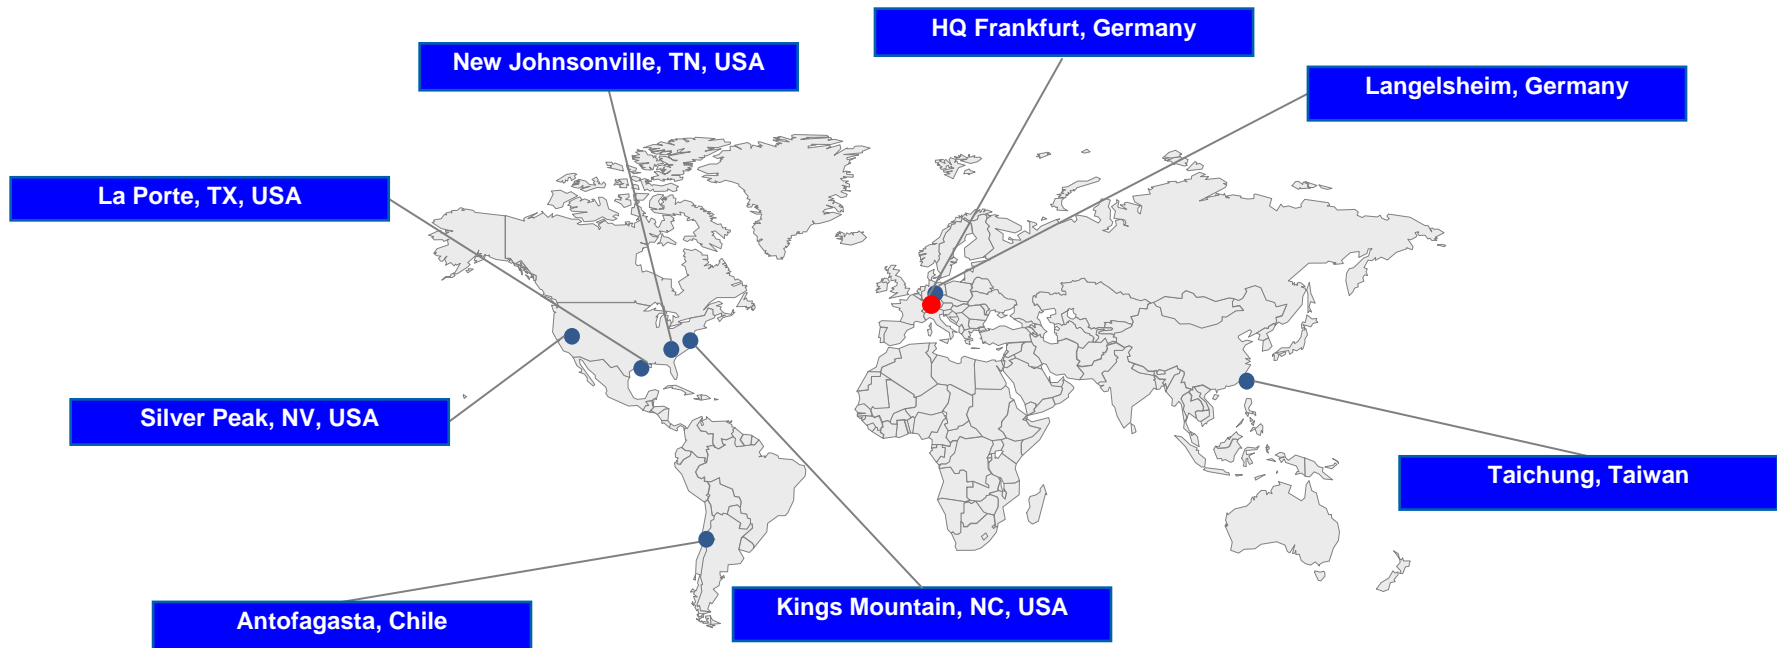 HQ Frankfurt, Germany
New Johnsonville, TN, USA
Langelsheim, Germany
La Porte, TX, USA
Silver Peak, NV, USA
Taichung, Taiwan
Kings Mountain, NC, USA
Antofagasta, Chile